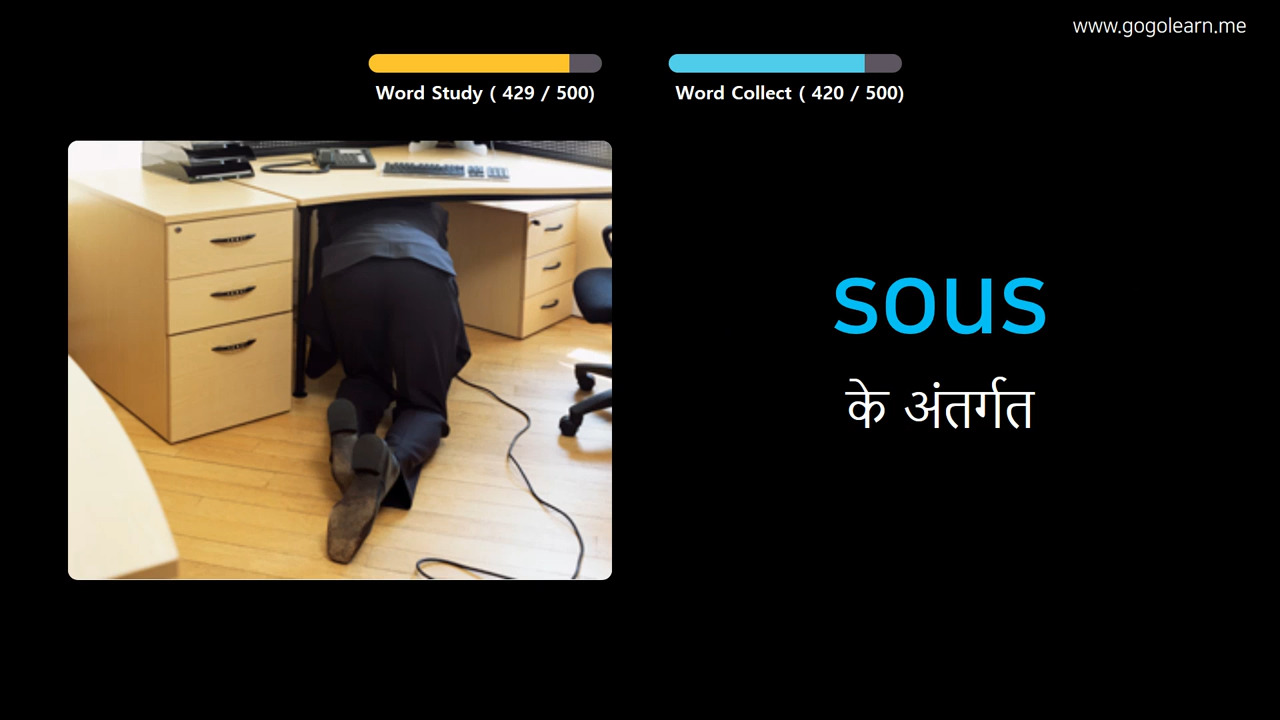 www.gogolearn.me
Word Study ( 429 / 500)
Word Collect ( 420 / 500)
sous
के अंतर्गत